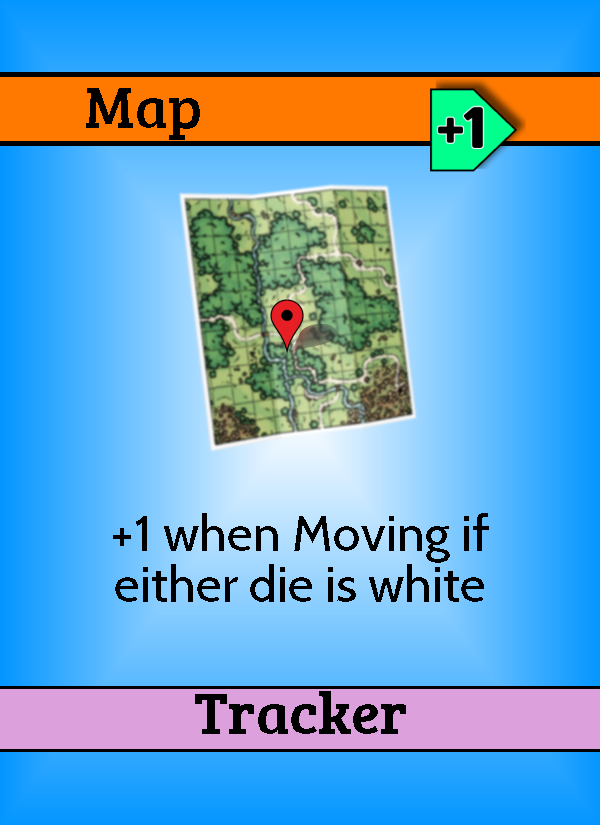 Map
+1
+1 when Moving if
either die is white
Tracker